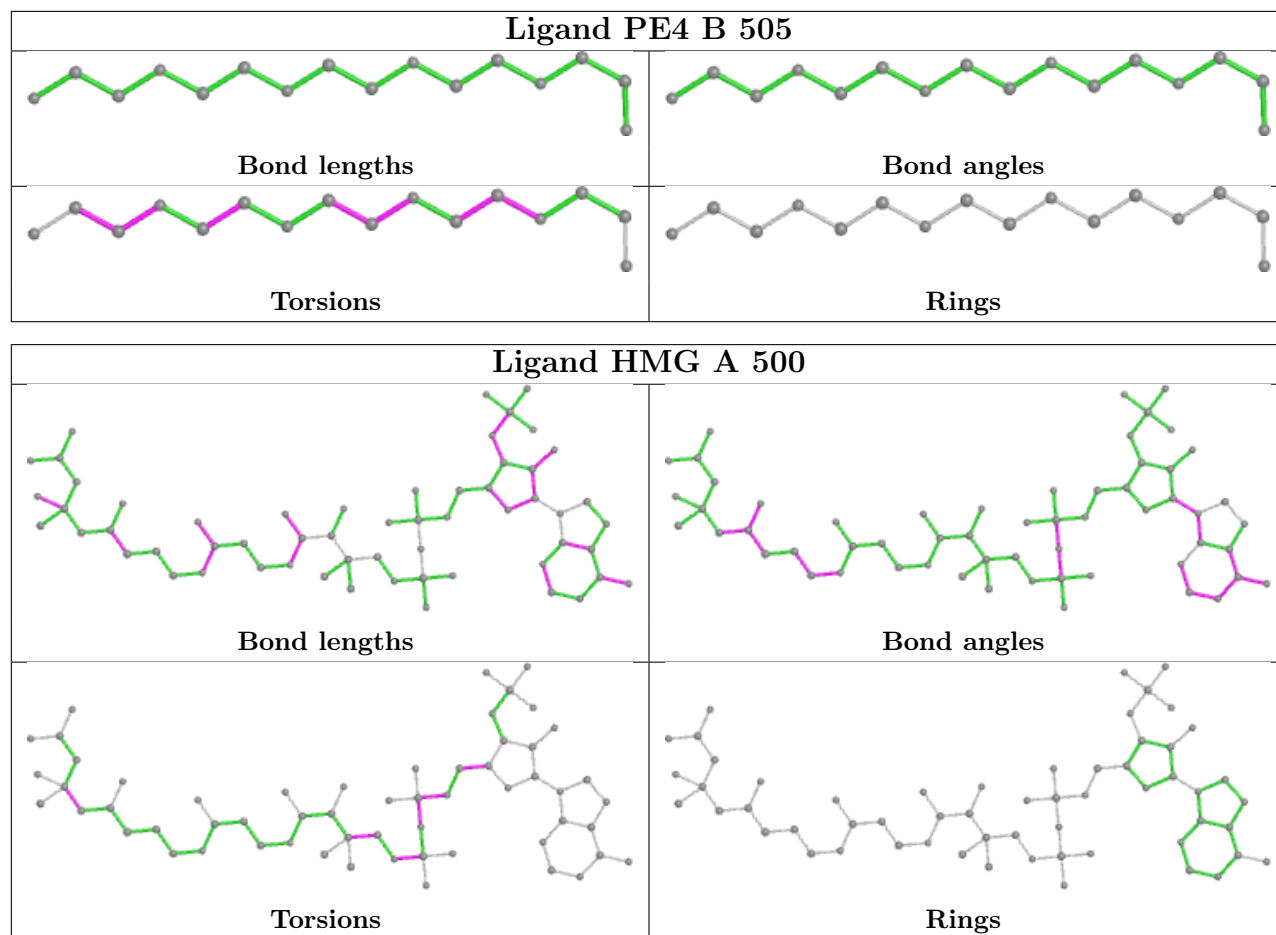 Ligand PE4 B 505
Bond lengths
Bond angles
Torsions
Rings
Ligand HMG A 500
Bond lengths
Bond angles
Torsions
Rings